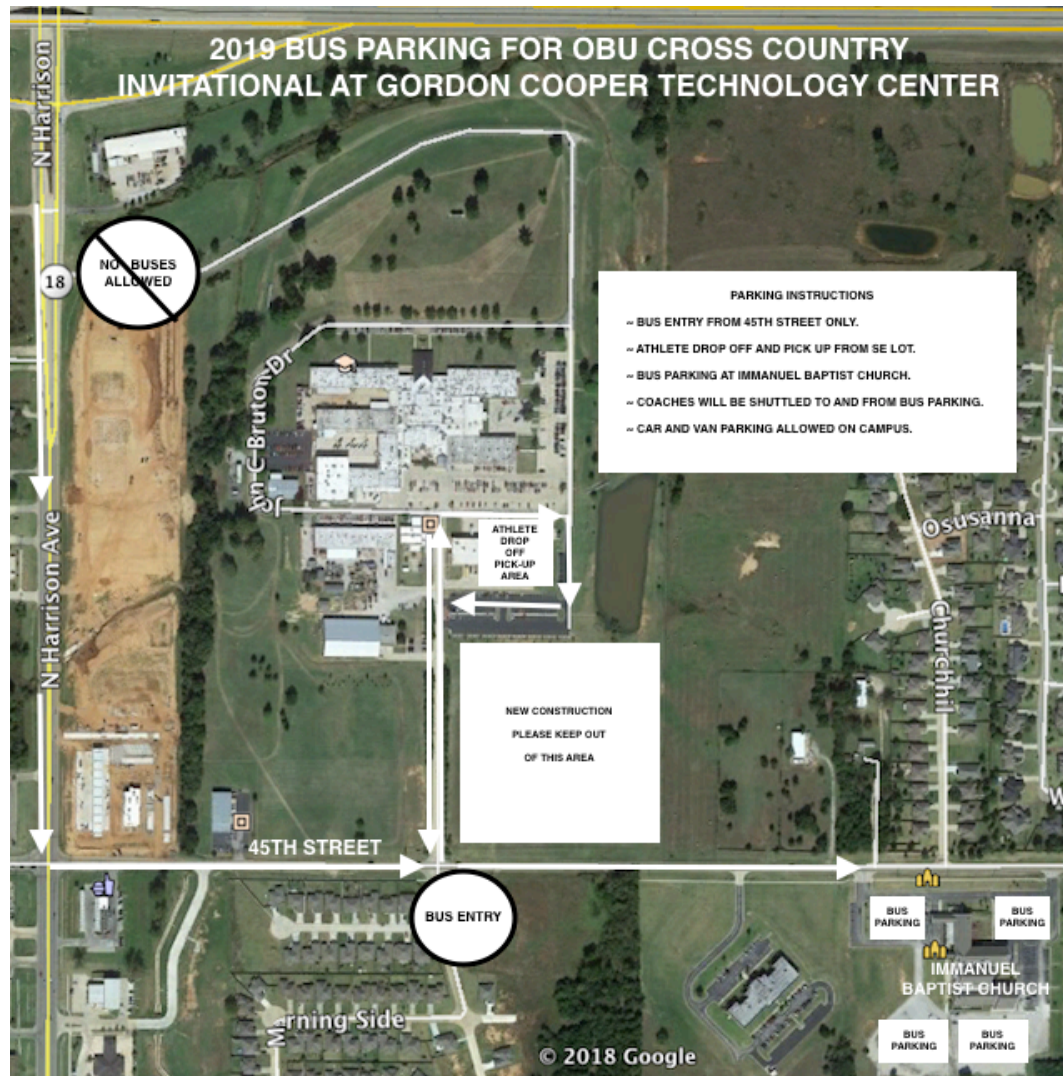 2019 BUS PARKING FOR OBU CROSS COUNTRY
INVITATIONAL AT GORDON COOPER TECHNOLOGY CENTER
N Harrison
NO BUSES
ALLOWED
18
PARKING INSTRUCTIONS
~ BUS ENTRY FROM 45TH STREET ONLY.
~ ATHLETE DROP OFF AND PICK UP FROM SE LOT.
~ BUS PARKING AT IMMANUEL BAPTIST CHURCH.
~ COACHES WILL BE SHUTTLED TO AND FROM BUS PARKING.
~ CAR AND VAN PARKING ALLOWED ON CAMPUS.
C Bruton Dr
Osusanna
ATHLETE
DROP
OFF
PICK-UP
AREA
N Harrison Ave
Churchhil
NEW CONSTRUCTION
PLEASE KEEP OUT
OF THIS AREA
W
45TH STREET
BUS ENTRY
BUS
PARKING
BUS
PARKING
IMMANUEL
BAPTIST CHURCH
M rning Side
BUS
PARKING
BUS
PARKING
© 2018 Google